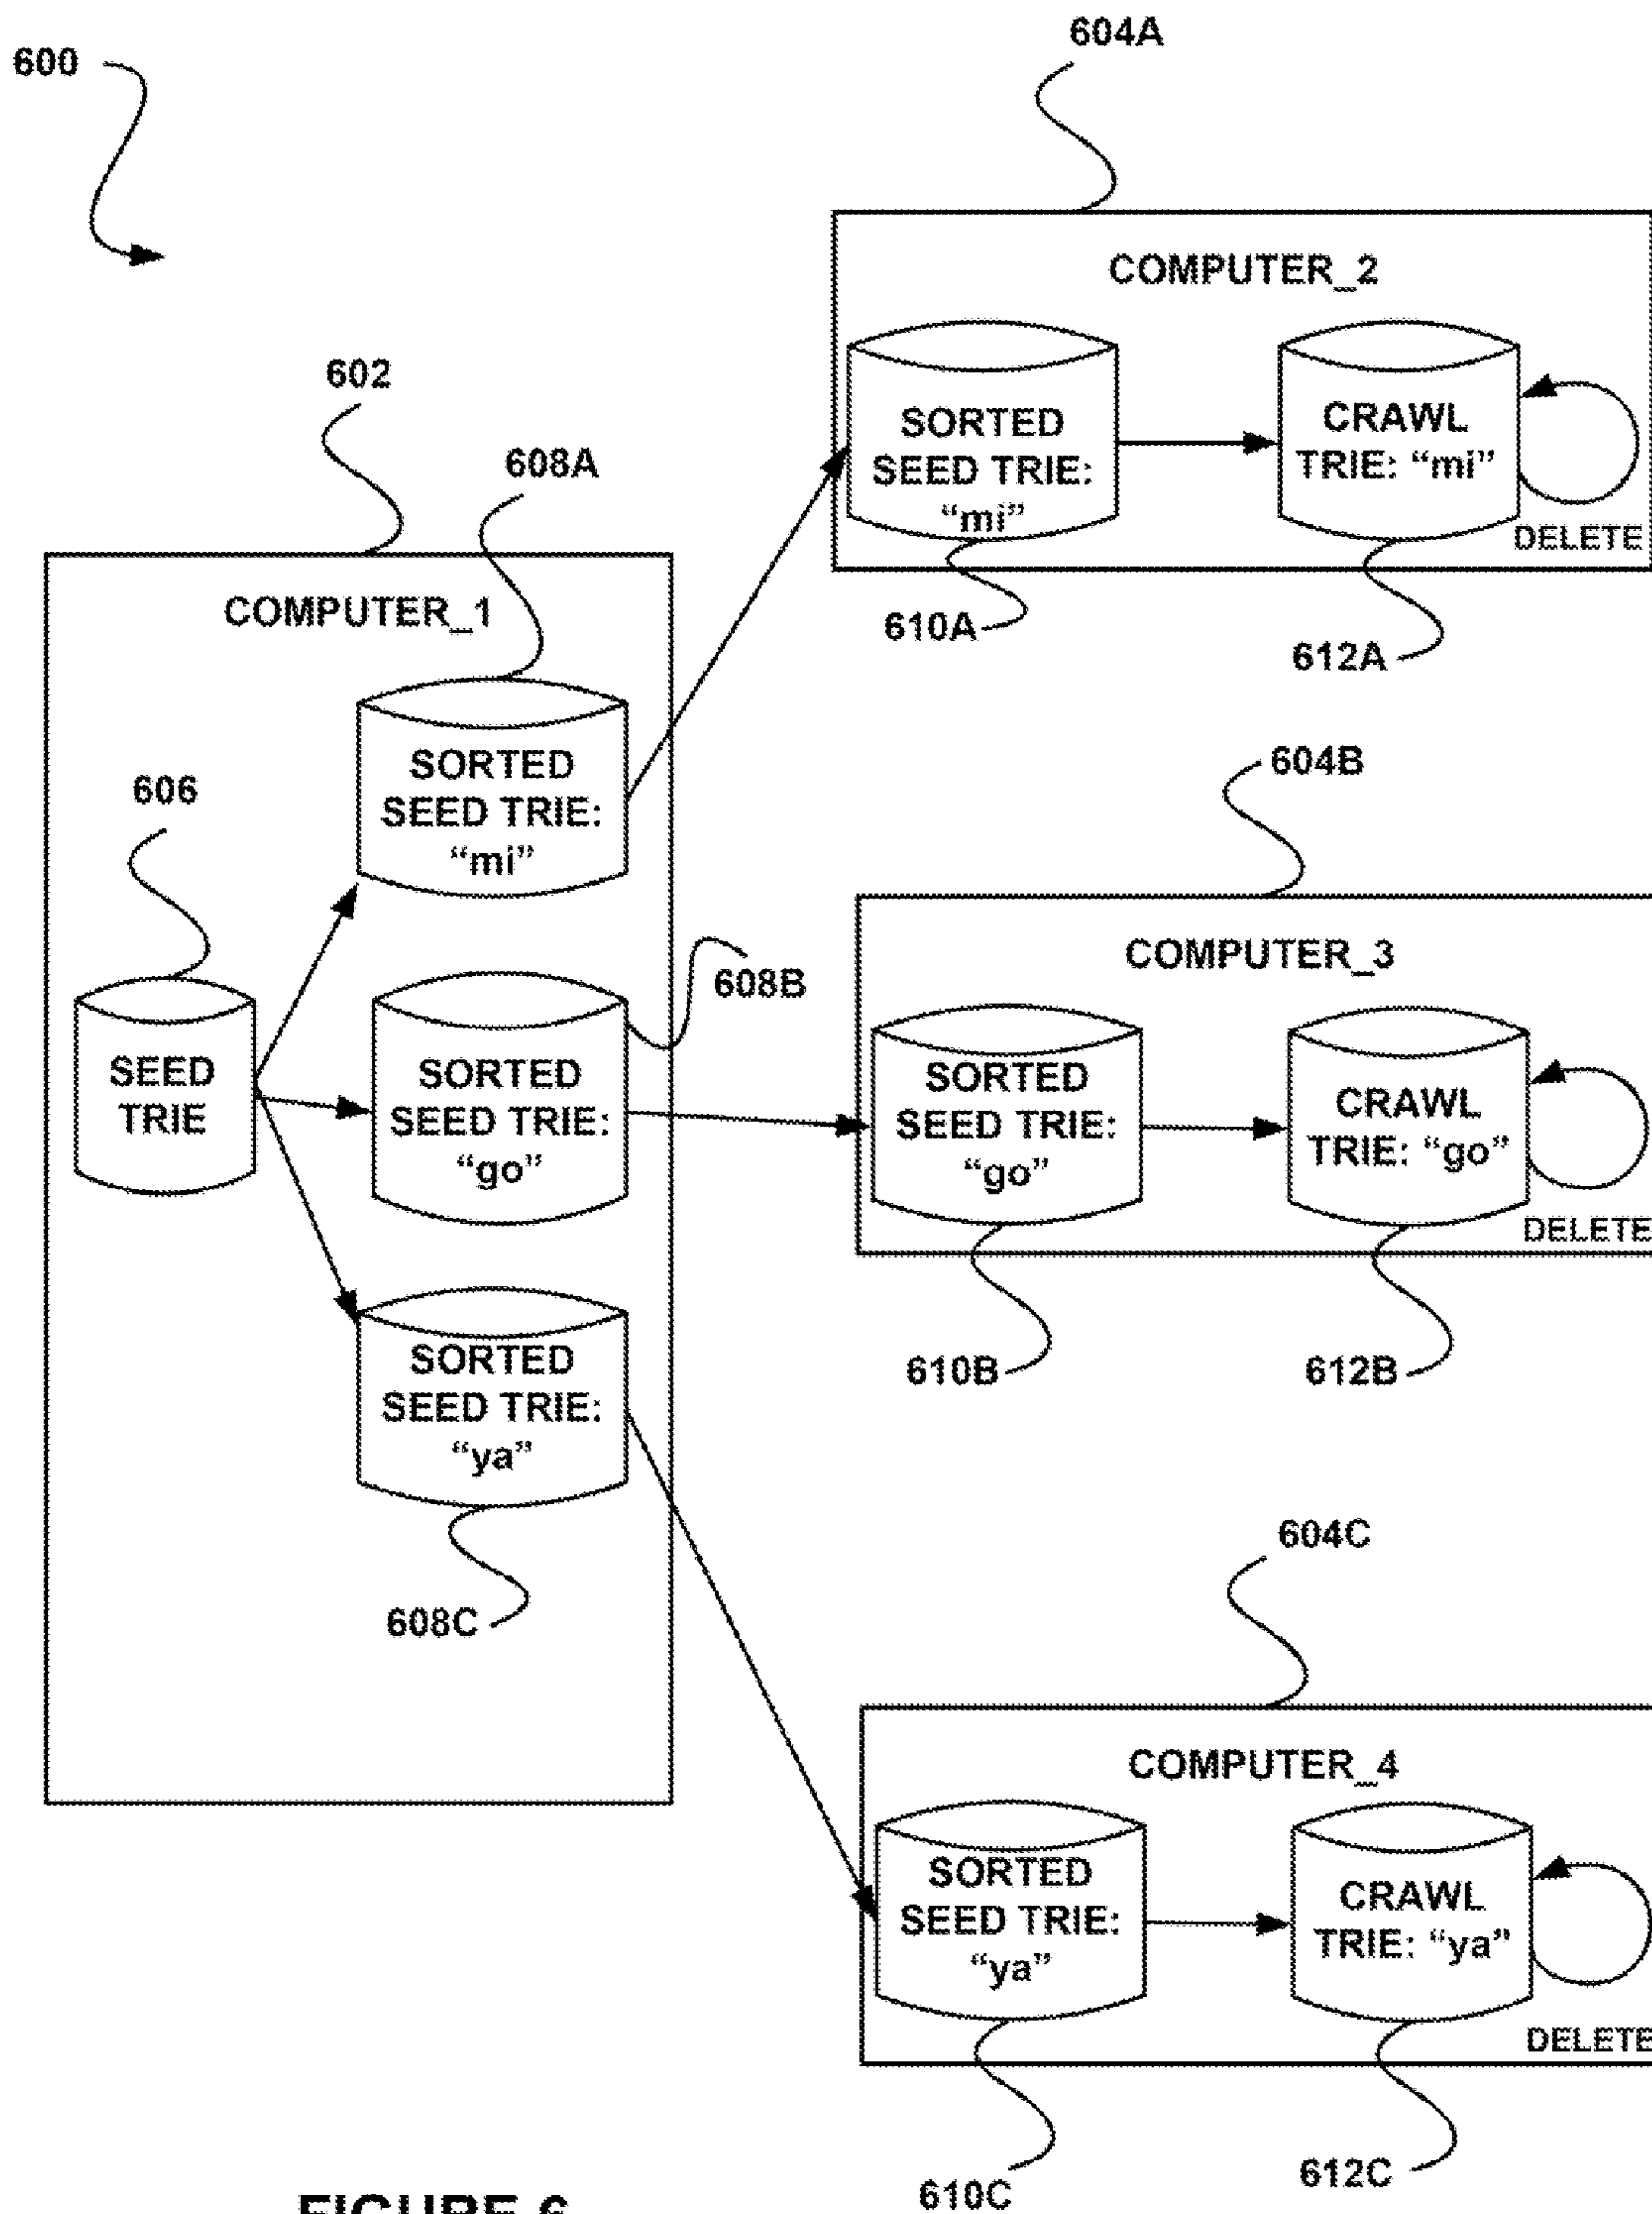 600
604A
COMPUTER_2
SORTED
SEED TRIE:
“mi”
CRAWL
TRIE: “mi”
DELETE
610A
612A
602
608A
COMPUTER_1
SORTED
SEED TRIE:
“mi”
606
SEED
TRIE
608B
SORTED
SEED TRIE:
“go”
SORTED
SEED TRIE:
“ya”
608C
604B
COMPUTER_3
SORTED
SEED TRIE:
“go”
CRAWL
TRIE: “go”
DELETE
610B
612B
604C
COMPUTER_4
SORTED
SEED TRIE:
“ya”
CRAWL
TRIE: “ya”
DELETE
610C
612C
FIGURE 6